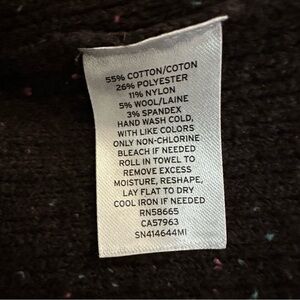 55% COTTON/COTON
26% POLYESTER
11% NYLON
5% WOOL/LAINE
3% SPANDEX
HAND WASH COLD,
WITH LIKE COLORS
ONLY NON-CHLORINE
BLEACH IF NEEDED
ROLL IN TOWEL TO
REMOVE EXCESS
MOISTURE, RESHAPE,
LAY FLAT TO DRY
COOL IRON IF NEEDED
RN58665
CA57963
SN414644MI